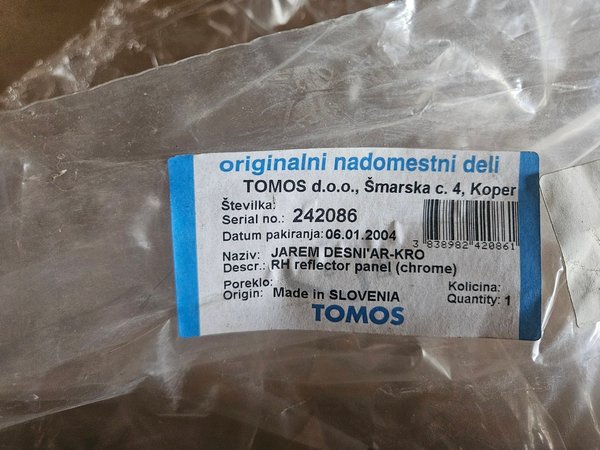 originalni nadomestni deli
TOMOS d.o.o., Šmarska c. 4, Koper
Številka:
Serial no.: 242086
Datum pakiranja: 06.01.2004
3 838982 420861
Naziv: JAREM DESNI'AR-KRO
Descr.: RH reflector panel (chrome)
Poreklo: Kolicina:
Origin: Made in SLOVENIA Quantity: 1
TOMOS